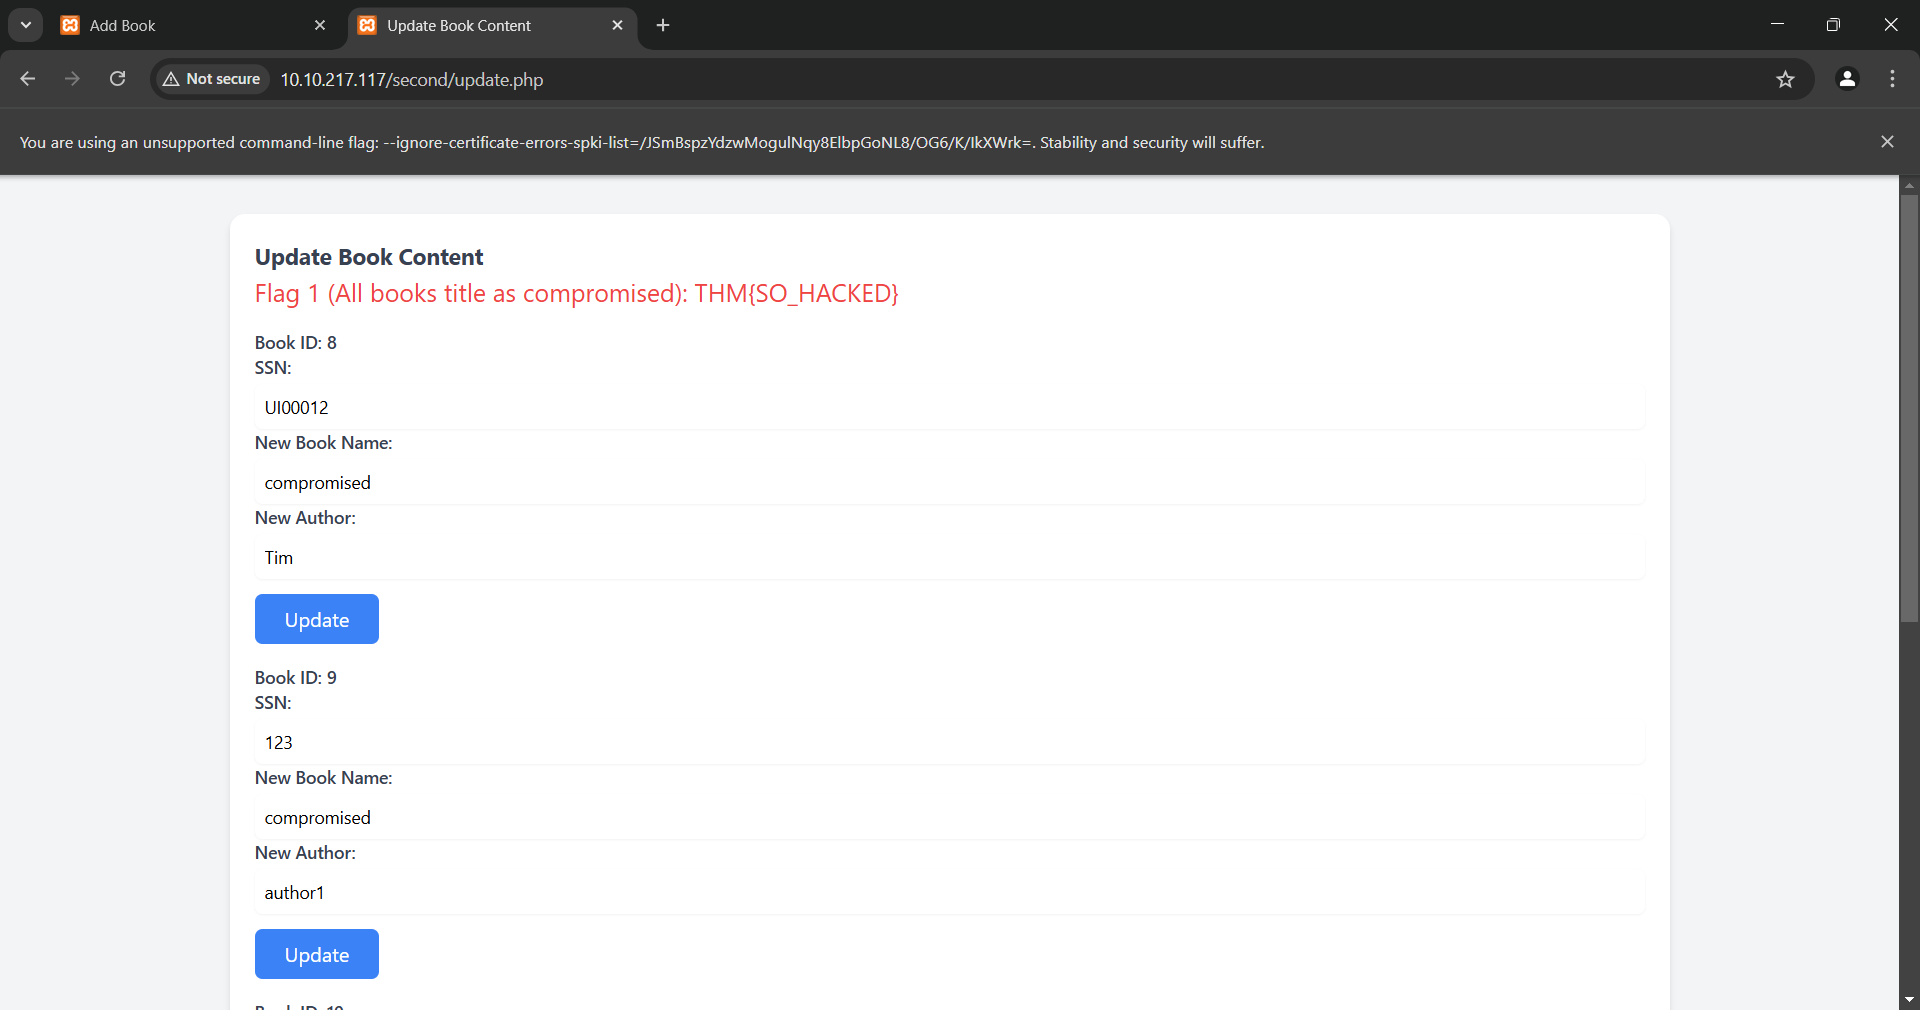 Add Book
Update Book Content
Not secure
10.10.217.117/second/update.php
You are using an unsupported command-line flag: --ignore-certificate-errors-spki-list=/JSmBspzYdzwMogulNqy8ElbpGoNL8/OG6/K/IkXWrk=. Stability and security will suffer.
Update Book Content
Flag 1 (All books title as compromised): THM{SO_HACKED}
Book ID: 8
SSN:
UI00012
New Book Name:
compromised
New Author:
Tim
Update
Book ID: 9
SSN:
123
New Book Name:
compromised
New Author:
author1
Update
Book ID: 10